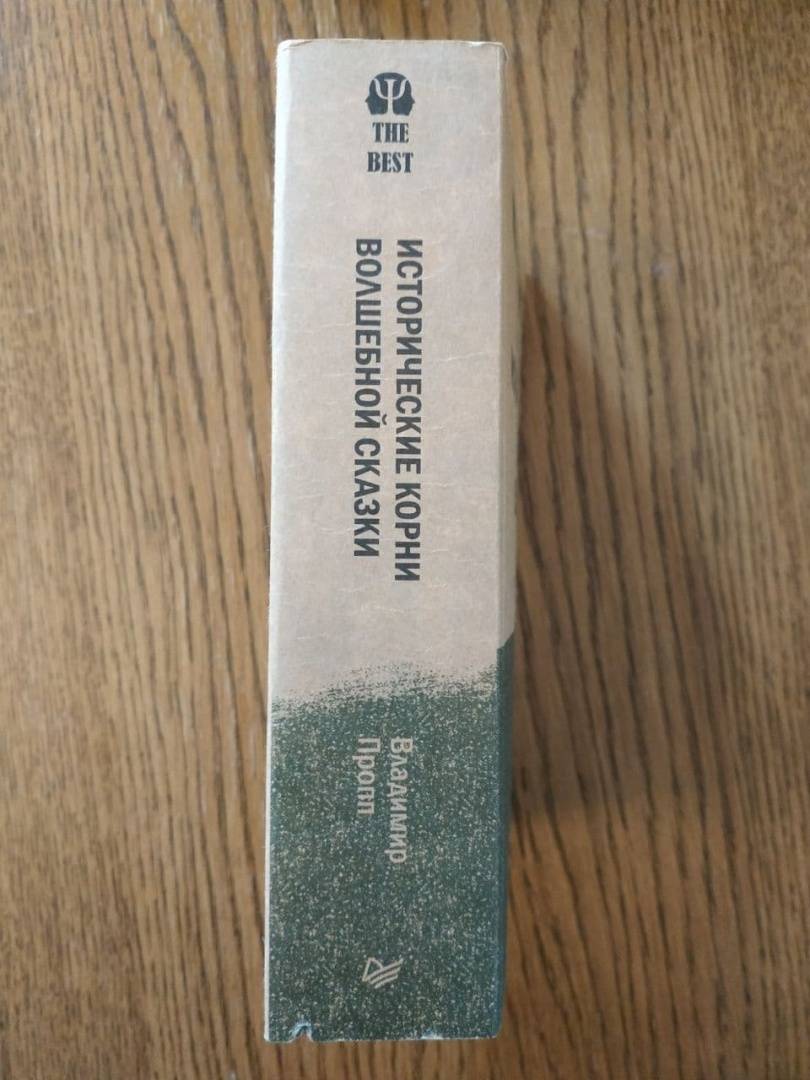 Ψ
THE
BEST
ИСТОРИЧЕСКИЕ КОРНИ
ВОЛШЕБНОЙ СКАЗКИ
Владимир
Пропп